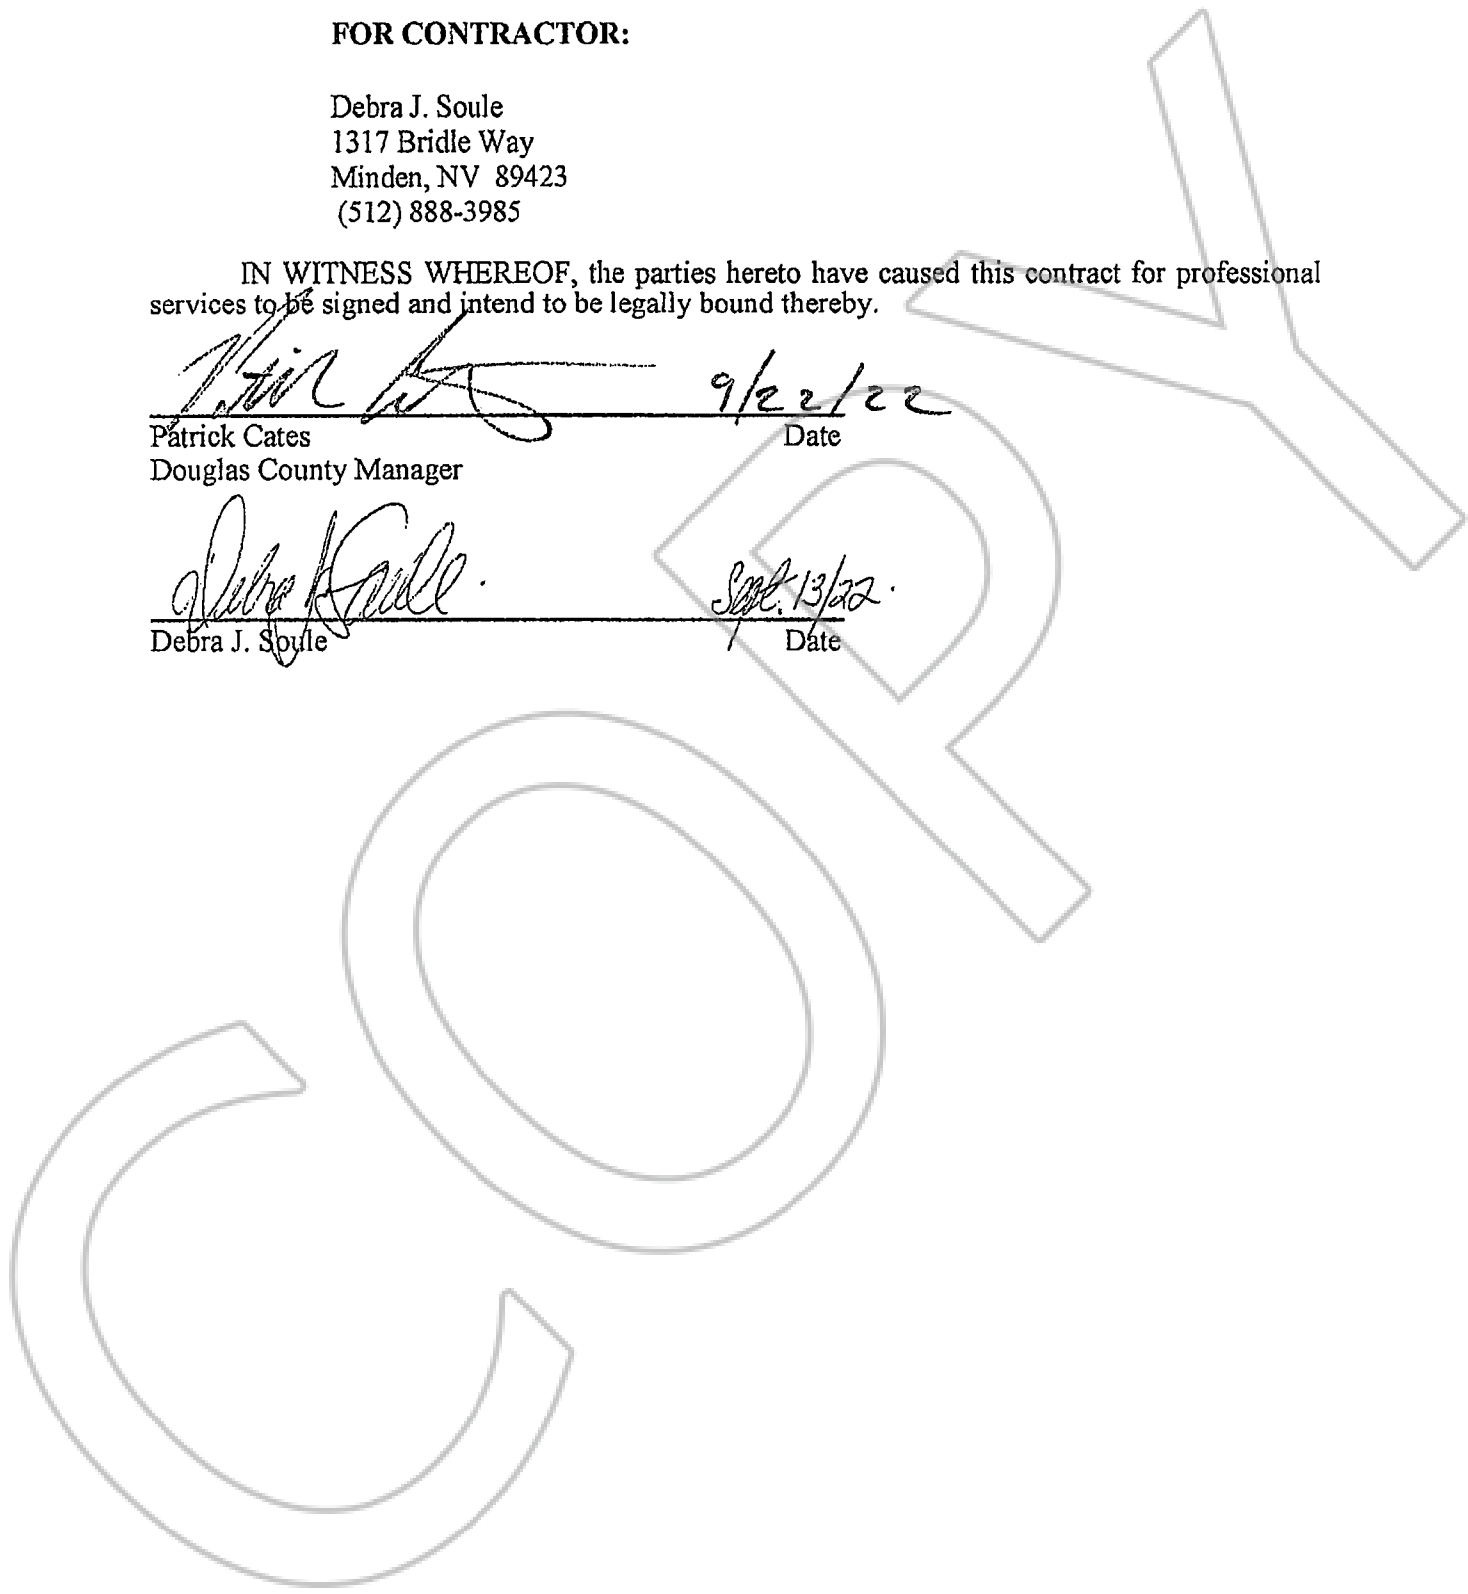 FOR CONTRACTOR:
Debra J. Soule
1317 Bridle Way
Minden, NV 89423
(512) 888-3985
IN WITNESS WHEREOF, the parties hereto have caused this contract for professional
services to be signed and intend to be legally bound thereby.
9/22/22
Patrick Cates Date
Douglas County Manager
Debra J Soule. Sept. 13/22.
Debra J. Soule Date
COPY